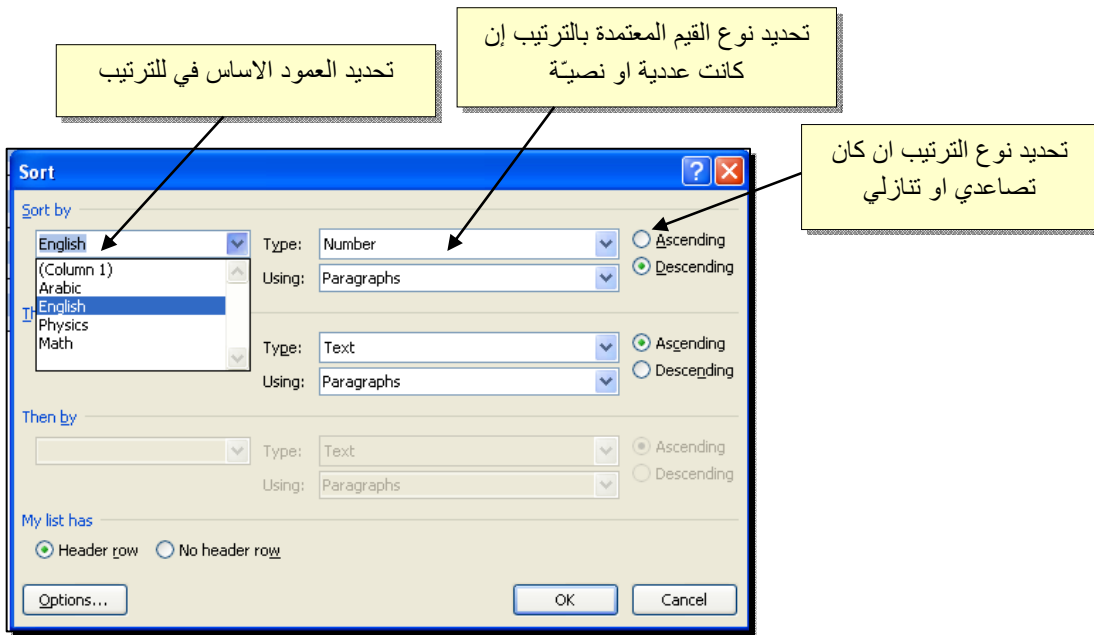 تحديد نوع القيم المعتمدة بالترتيب إن
كانت عددية او نصيّة
تحديد العمود الاساس في للترتيب
تحديد نوع الترتيب ان كان
تصاعدي او تنازلي
Sort
Sort by
English
Type:
Number
Ascending
(Column 1)
Arabic
English
Physics
Math
Using:
Paragraphs
Descending
Th
Type:
Text
Ascending
Using:
Paragraphs
Descending
Then by
Type:
Text
Ascending
Using:
Paragraphs
Descending
My list has
Header row
No header row
Options...
OK
Cancel